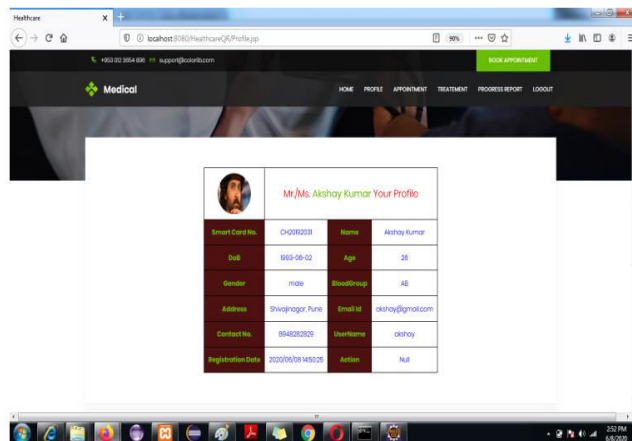 Healthcare
localhost:8080/HealthcareQR/Profile.jsp
90%
+953 012 3654 896 support@colorlib.com
BOOK APPOINTMENT
Medical
HOME PROFILE APPOINTMENT TREATEMENT PROGRESS REPORT LOGOUT
Mr./Ms. Akshay Kumar Your Profile
Smart Card No. CH20192031 Name Akshay Kumar
DoB 1993-06-02 Age 26
Gender male BloodGroup AB
Address Shivajinagar, Pune Email Id akshay@gmail.com
Contact No. 9948282829 UserName akshay
Registration Date 2020/06/08 14:50:25 Action Null
2:52 PM
6/8/2020